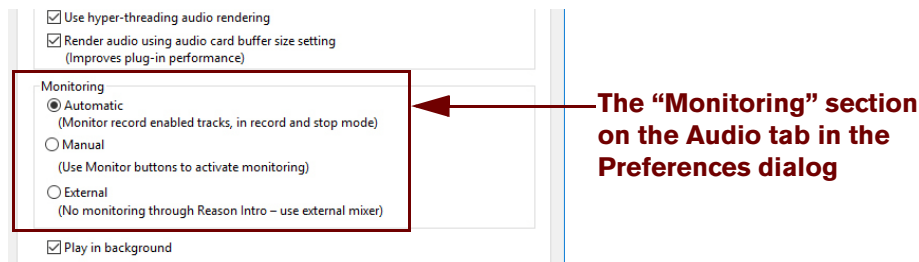 Use hyper-threading audio rendering
Render audio using audio card buffer size setting
(Improves plug-in performance)
Monitoring
Automatic
(Monitor record enabled tracks, in record and stop mode)
Manual
(Use Monitor buttons to activate monitoring)
External
(No monitoring through Reason Intro – use external mixer)
Play in background
The “Monitoring” section
on the Audio tab in the
Preferences dialog